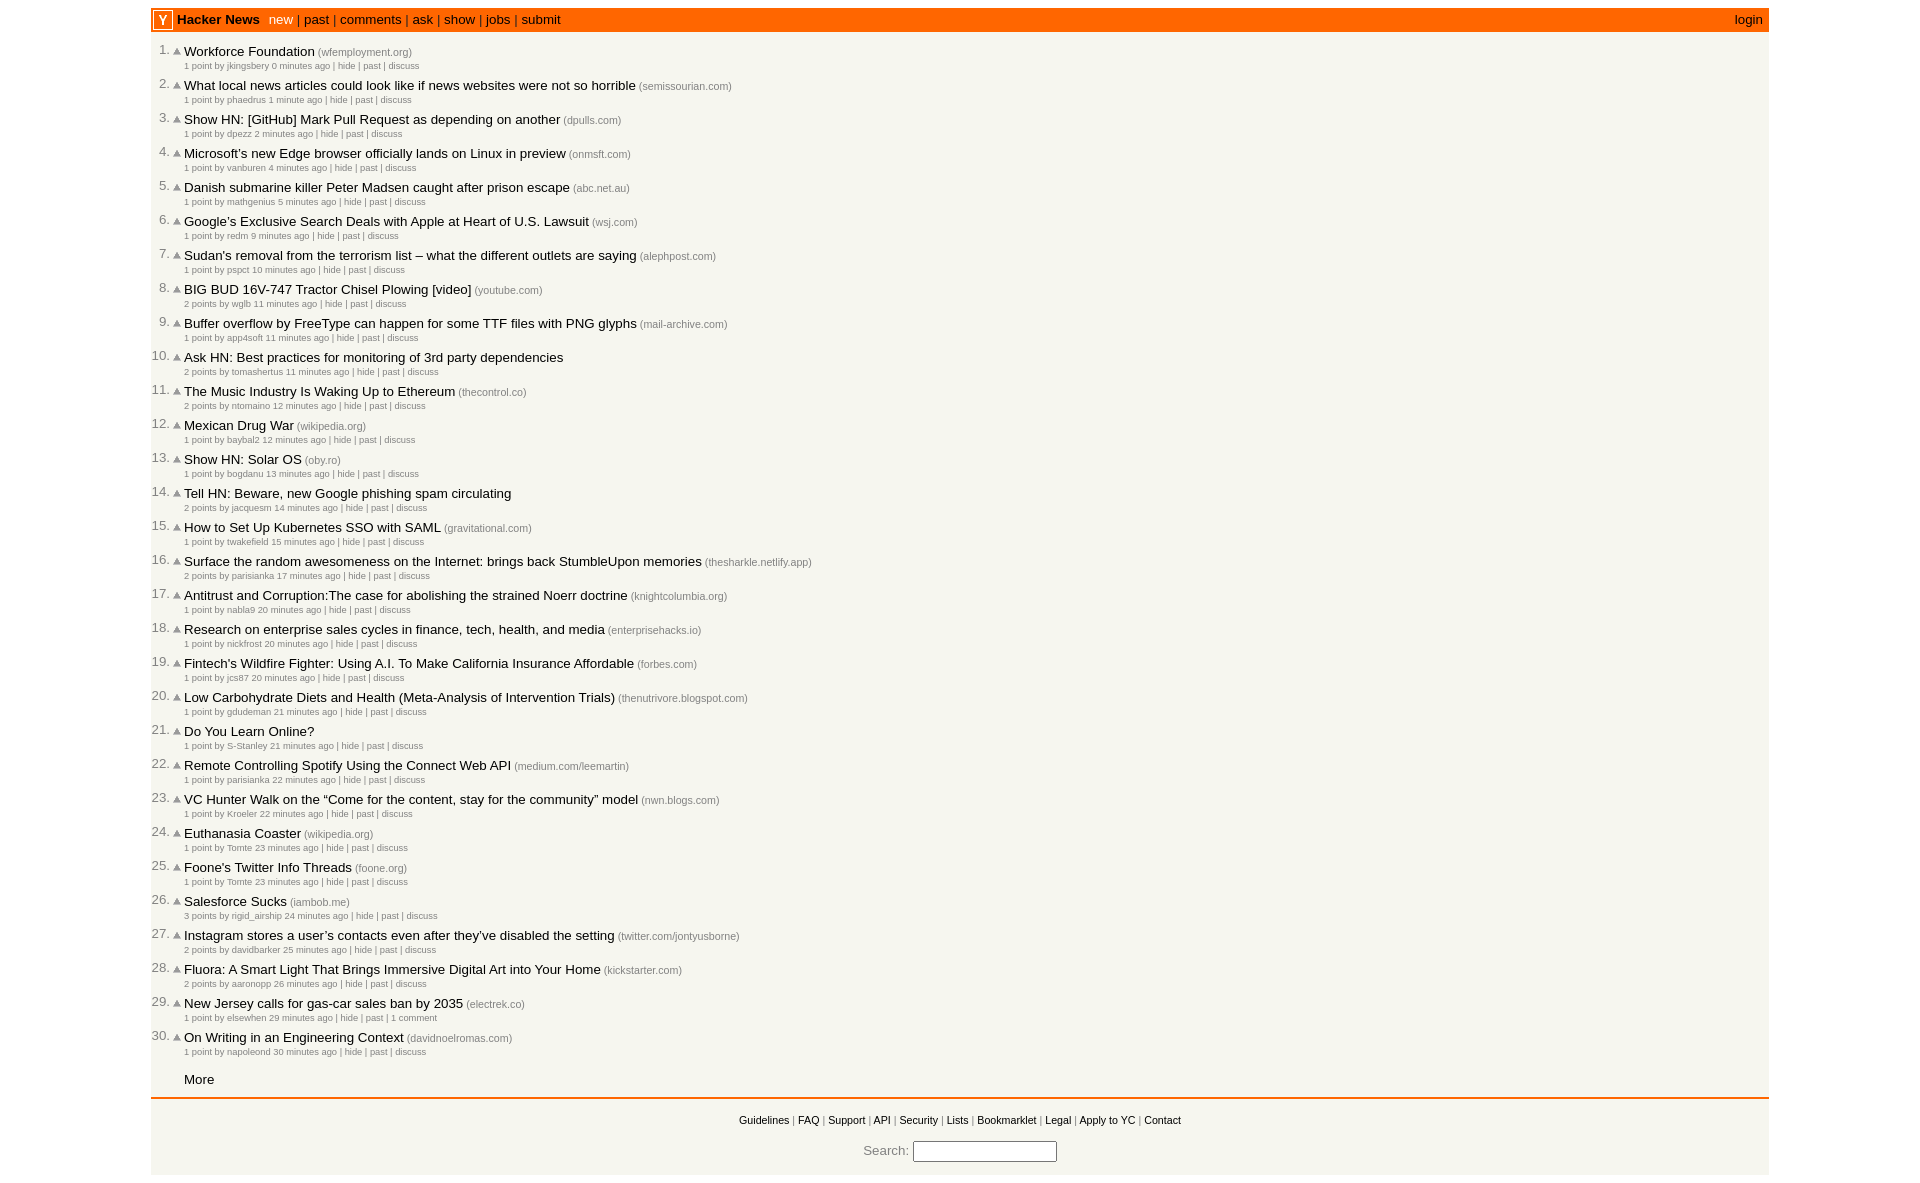 Y Hacker News new | past | comments | ask | show | jobs | submit login
1. Workforce Foundation (wfemployment.org)
1 point by jkingsbery 0 minutes ago | hide | past | discuss
2. What local news articles could look like if news websites were not so horrible (semissourian.com)
1 point by phaedrus 1 minute ago | hide | past | discuss
3. Show HN: [GitHub] Mark Pull Request as depending on another (dpulls.com)
1 point by dpezz 2 minutes ago | hide | past | discuss
4. Microsoft’s new Edge browser officially lands on Linux in preview (onmsft.com)
1 point by vanburen 4 minutes ago | hide | past | discuss
5. Danish submarine killer Peter Madsen caught after prison escape (abc.net.au)
1 point by mathgenius 5 minutes ago | hide | past | discuss
6. Google’s Exclusive Search Deals with Apple at Heart of U.S. Lawsuit (wsj.com)
1 point by redm 9 minutes ago | hide | past | discuss
7. Sudan's removal from the terrorism list – what the different outlets are saying (alephpost.com)
1 point by pspct 10 minutes ago | hide | past | discuss
8. BIG BUD 16V-747 Tractor Chisel Plowing [video] (youtube.com)
2 points by wglb 11 minutes ago | hide | past | discuss
9. Buffer overflow by FreeType can happen for some TTF files with PNG glyphs (mail-archive.com)
1 point by app4soft 11 minutes ago | hide | past | discuss
10. Ask HN: Best practices for monitoring of 3rd party dependencies
2 points by tomashertus 11 minutes ago | hide | past | discuss
11. The Music Industry Is Waking Up to Ethereum (thecontrol.co)
2 points by ntomaino 12 minutes ago | hide | past | discuss
12. Mexican Drug War (wikipedia.org)
1 point by baybal2 12 minutes ago | hide | past | discuss
13. Show HN: Solar OS (oby.ro)
1 point by bogdanu 13 minutes ago | hide | past | discuss
14. Tell HN: Beware, new Google phishing spam circulating
2 points by jacquesm 14 minutes ago | hide | past | discuss
15. How to Set Up Kubernetes SSO with SAML (gravitational.com)
1 point by twakefield 15 minutes ago | hide | past | discuss
16. Surface the random awesomeness on the Internet: brings back StumbleUpon memories (thesharkle.netlify.app)
2 points by parisianka 17 minutes ago | hide | past | discuss
17. Antitrust and Corruption:The case for abolishing the strained Noerr doctrine (knightcolumbia.org)
1 point by nabla9 20 minutes ago | hide | past | discuss
18. Research on enterprise sales cycles in finance, tech, health, and media (enterprisehacks.io)
1 point by nickfrost 20 minutes ago | hide | past | discuss
19. Fintech's Wildfire Fighter: Using A.I. To Make California Insurance Affordable (forbes.com)
1 point by jcs87 20 minutes ago | hide | past | discuss
20. Low Carbohydrate Diets and Health (Meta-Analysis of Intervention Trials) (thenutrivore.blogspot.com)
1 point by gdudeman 21 minutes ago | hide | past | discuss
21. Do You Learn Online?
1 point by S-Stanley 21 minutes ago | hide | past | discuss
22. Remote Controlling Spotify Using the Connect Web API (medium.com/leemartin)
1 point by parisianka 22 minutes ago | hide | past | discuss
23. VC Hunter Walk on the “Come for the content, stay for the community” model (nwn.blogs.com)
1 point by Kroeler 22 minutes ago | hide | past | discuss
24. Euthanasia Coaster (wikipedia.org)
1 point by Tomte 23 minutes ago | hide | past | discuss
25. Foone's Twitter Info Threads (foone.org)
1 point by Tomte 23 minutes ago | hide | past | discuss
26. Salesforce Sucks (iambob.me)
3 points by rigid_airship 24 minutes ago | hide | past | discuss
27. Instagram stores a user’s contacts even after they’ve disabled the setting (twitter.com/jontyusborne)
2 points by davidbarker 25 minutes ago | hide | past | discuss
28. Fluora: A Smart Light That Brings Immersive Digital Art into Your Home (kickstarter.com)
2 points by aaronopp 26 minutes ago | hide | past | discuss
29. New Jersey calls for gas-car sales ban by 2035 (electrek.co)
1 point by elsewhen 29 minutes ago | hide | past | 1 comment
30. On Writing in an Engineering Context (davidnoelromas.com)
1 point by napoleond 30 minutes ago | hide | past | discuss
More
Guidelines | FAQ | Support | API | Security | Lists | Bookmarklet | Legal | Apply to YC | Contact
Search: